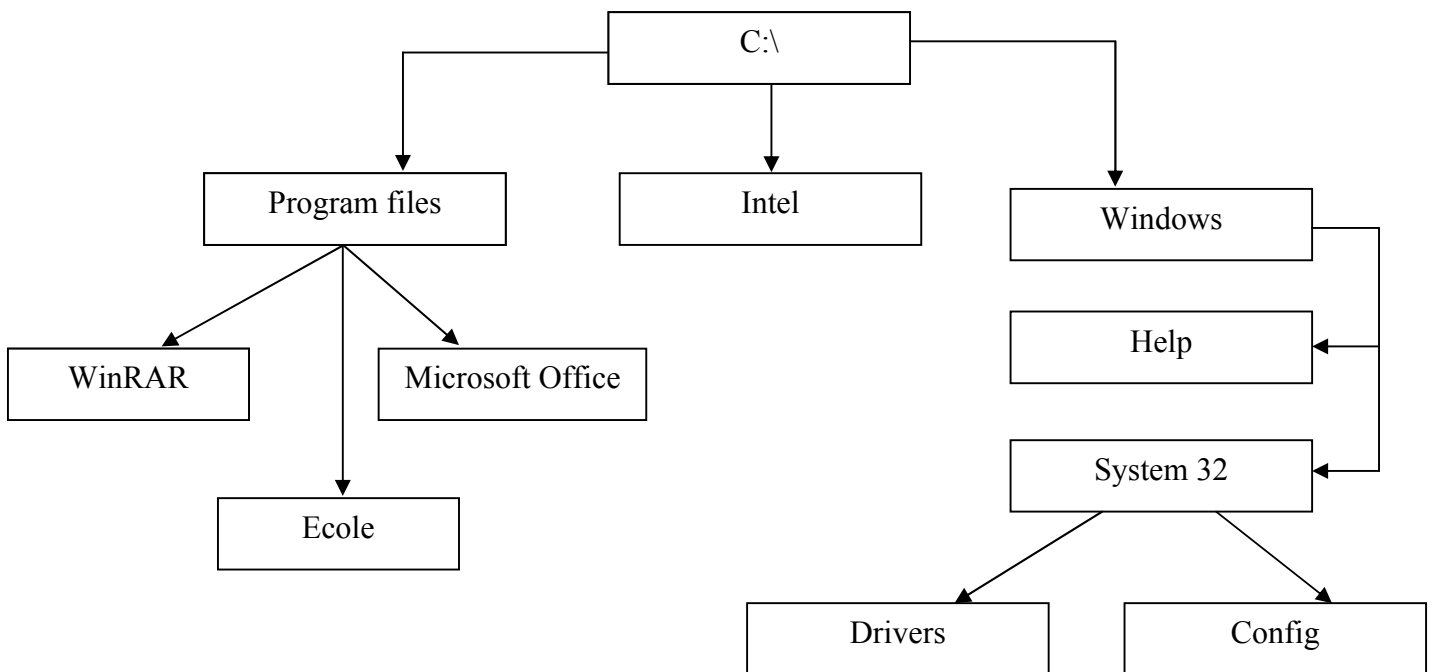 C:\
Program files
Intel
Windows
Help
WinRAR
Microsoft Office
System 32
Ecole
Drivers
Config